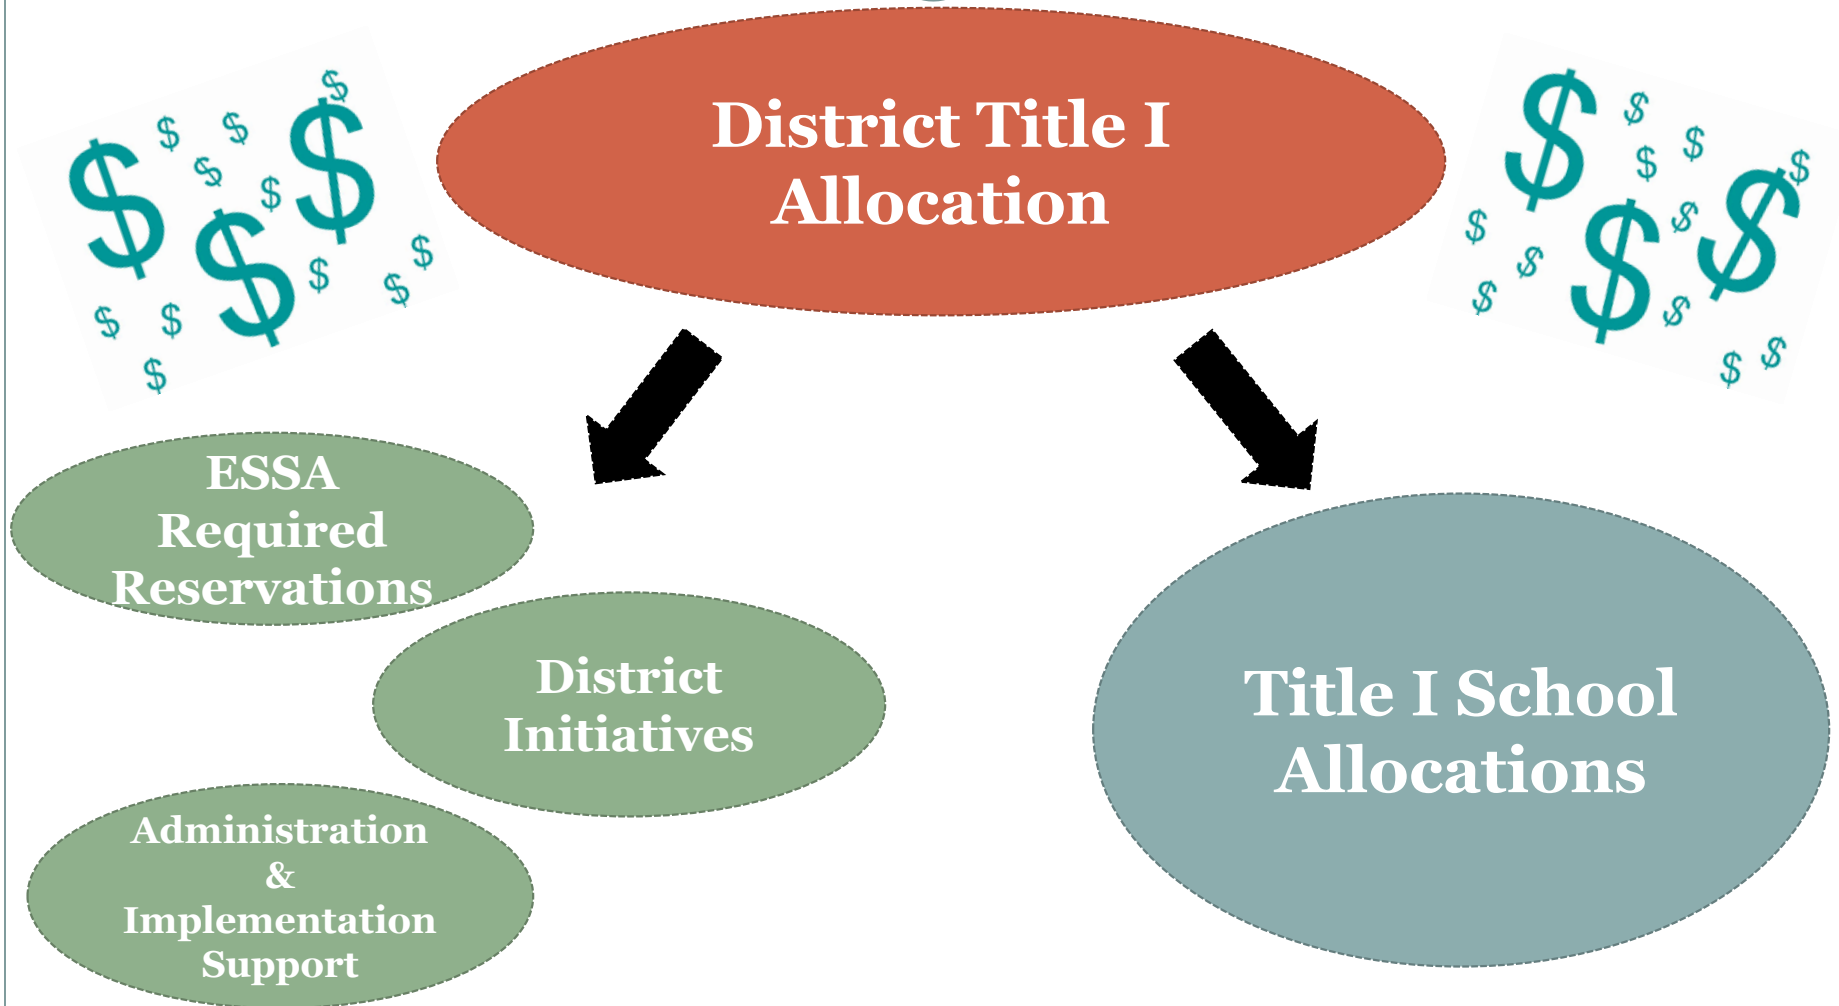 District Title I
Allocation
ESSA
Required
Reservations
District
Initiatives
Administration
&
Implementation
Support
Title I School
Allocations